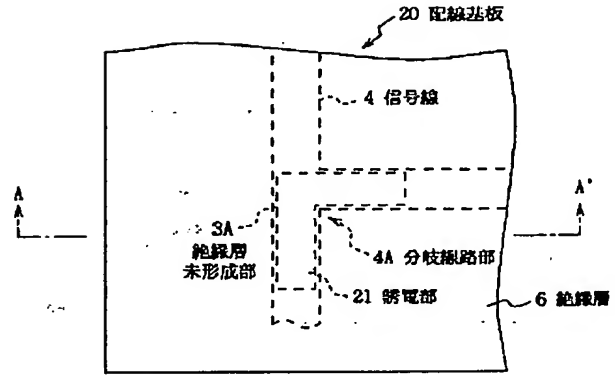 20 配線基板
4 信号線
A
A'
A
A
3A
絶縁層
未形成部
4A 分岐線路部
21 誘電部
6 絶縁層